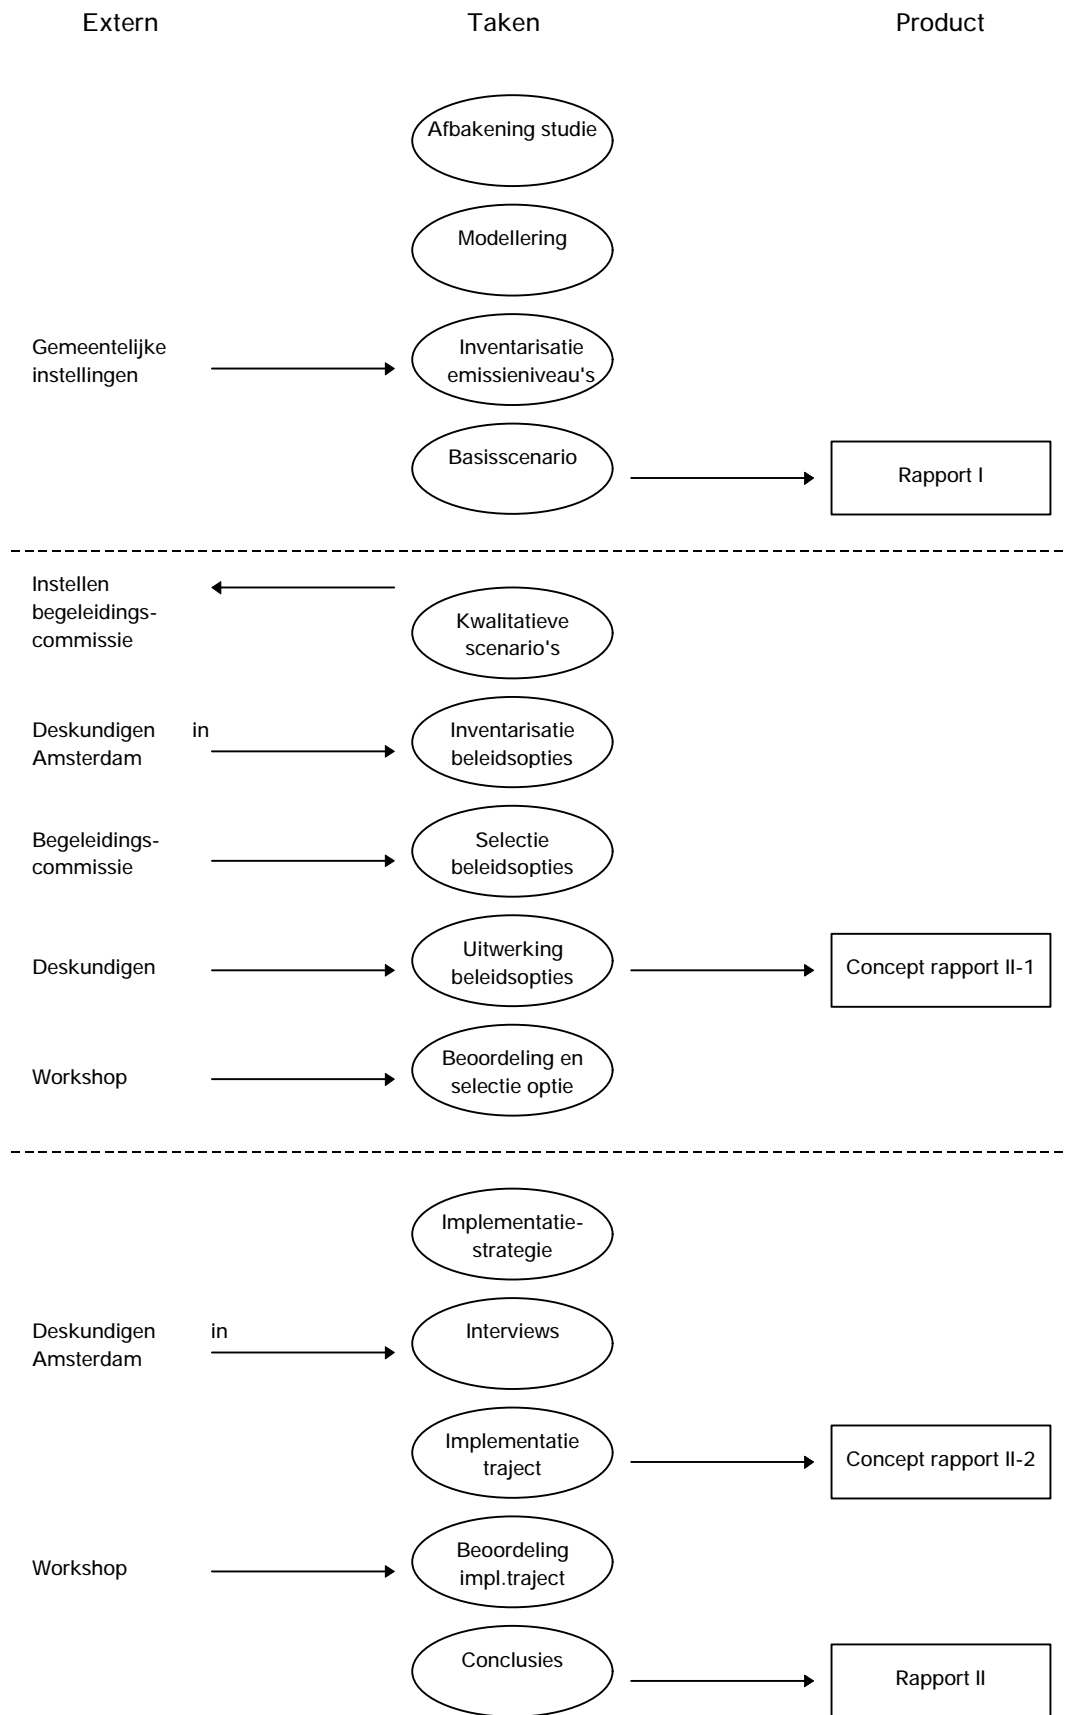 Extern Taken Product
Afbakening studie
Modellering
Gemeentelijke
instellingen
Inventarisatie
emissieniveau's
Basisscenario
Rapport I
Instellen
begeleidings-
commissie
Kwalitatieve
scenario's
Deskundigen in
Amsterdam
Inventarisatie
beleidsopties
Begeleidings-
commissie
Selectie
beleidsopties
Deskundigen
Uitwerking
beleidsopties
Concept rapport II-1
Workshop
Beoordeling en
selectie optie
Implementatie-
strategie
Deskundigen in
Amsterdam
Interviews
Implementatie
traject
Concept rapport II-2
Workshop
Beoordeling
impl.traject
Conclusies
Rapport II